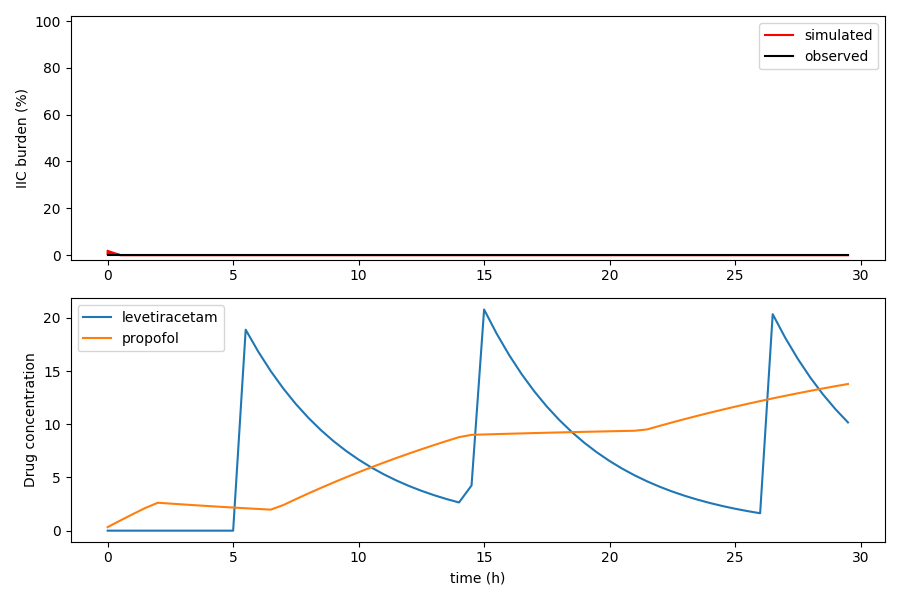 100
80
60
40
20
0
IIC burden (%)
simulated
observed
0 5 10 15 20 25 30
20
15
10
5
0
Drug concentration
levetiracetam
propofol
0 5 10 15 20 25 30
time (h)